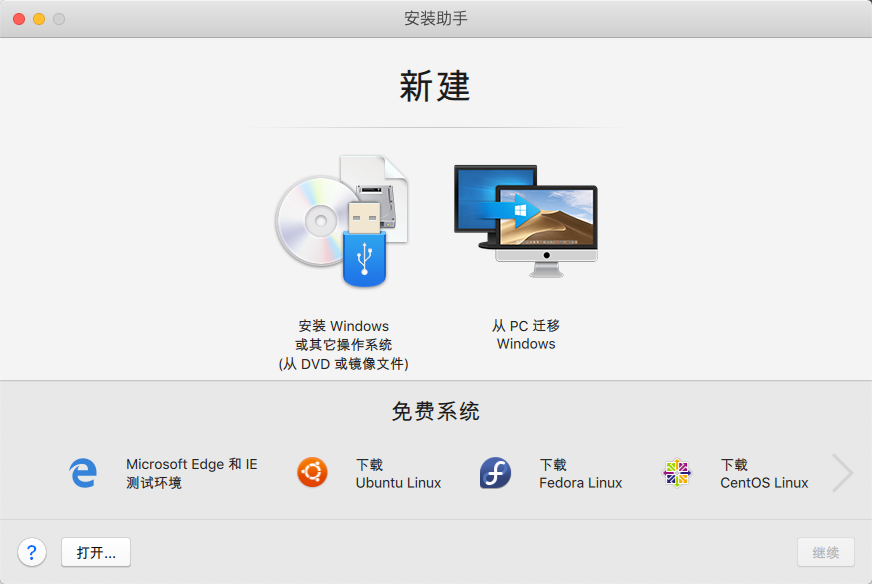 安装助手
新建
安装 Windows
或其它操作系统
(从 DVD 或镜像文件)
从 PC 迁移
Windows
免费系统
Microsoft Edge 和 IE
测试环境
下载
Ubuntu Linux
下载
Fedora Linux
下载
CentOS Linux
?
打开...
继续